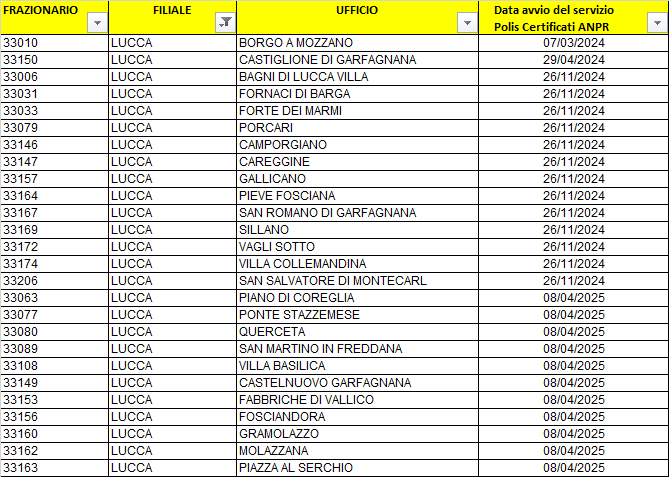 FRAZIONARIO FILIALE UFFICIO Data avvio del servizio
Polis Certificati ANPR
33010 LUCCA BORGO A MOZZANO 07/03/2024
33150 LUCCA CASTIGLIONE DI GARFAGNANA 29/04/2024
33006 LUCCA BAGNI DI LUCCA VILLA 26/11/2024
33031 LUCCA FORNACI DI BARGA 26/11/2024
33033 LUCCA FORTE DEI MARMI 26/11/2024
33079 LUCCA PORCARI 26/11/2024
33146 LUCCA CAMPORGIANO 26/11/2024
33147 LUCCA CAREGGINE 26/11/2024
33157 LUCCA GALLICANO 26/11/2024
33164 LUCCA PIEVE FOSCIANA 26/11/2024
33167 LUCCA SAN ROMANO DI GARFAGNANA 26/11/2024
33169 LUCCA SILLANO 26/11/2024
33172 LUCCA VAGLI SOTTO 26/11/2024
33174 LUCCA VILLA COLLEMANDINA 26/11/2024
33206 LUCCA SAN SALVATORE DI MONTECARL 26/11/2024
33063 LUCCA PIANO DI COREGLIA 08/04/2025
33077 LUCCA PONTE STAZZEMESE 08/04/2025
33080 LUCCA QUERCETA 08/04/2025
33089 LUCCA SAN MARTINO IN FREDDANA 08/04/2025
33108 LUCCA VILLA BASILICA 08/04/2025
33149 LUCCA CASTELNUOVO GARFAGNANA 08/04/2025
33153 LUCCA FABBRICHE DI VALLICO 08/04/2025
33156 LUCCA FOSCIANDORA 08/04/2025
33160 LUCCA GRAMOLAZZO 08/04/2025
33162 LUCCA MOLAZZANA 08/04/2025
33163 LUCCA PIAZZA AL SERCHIO 08/04/2025